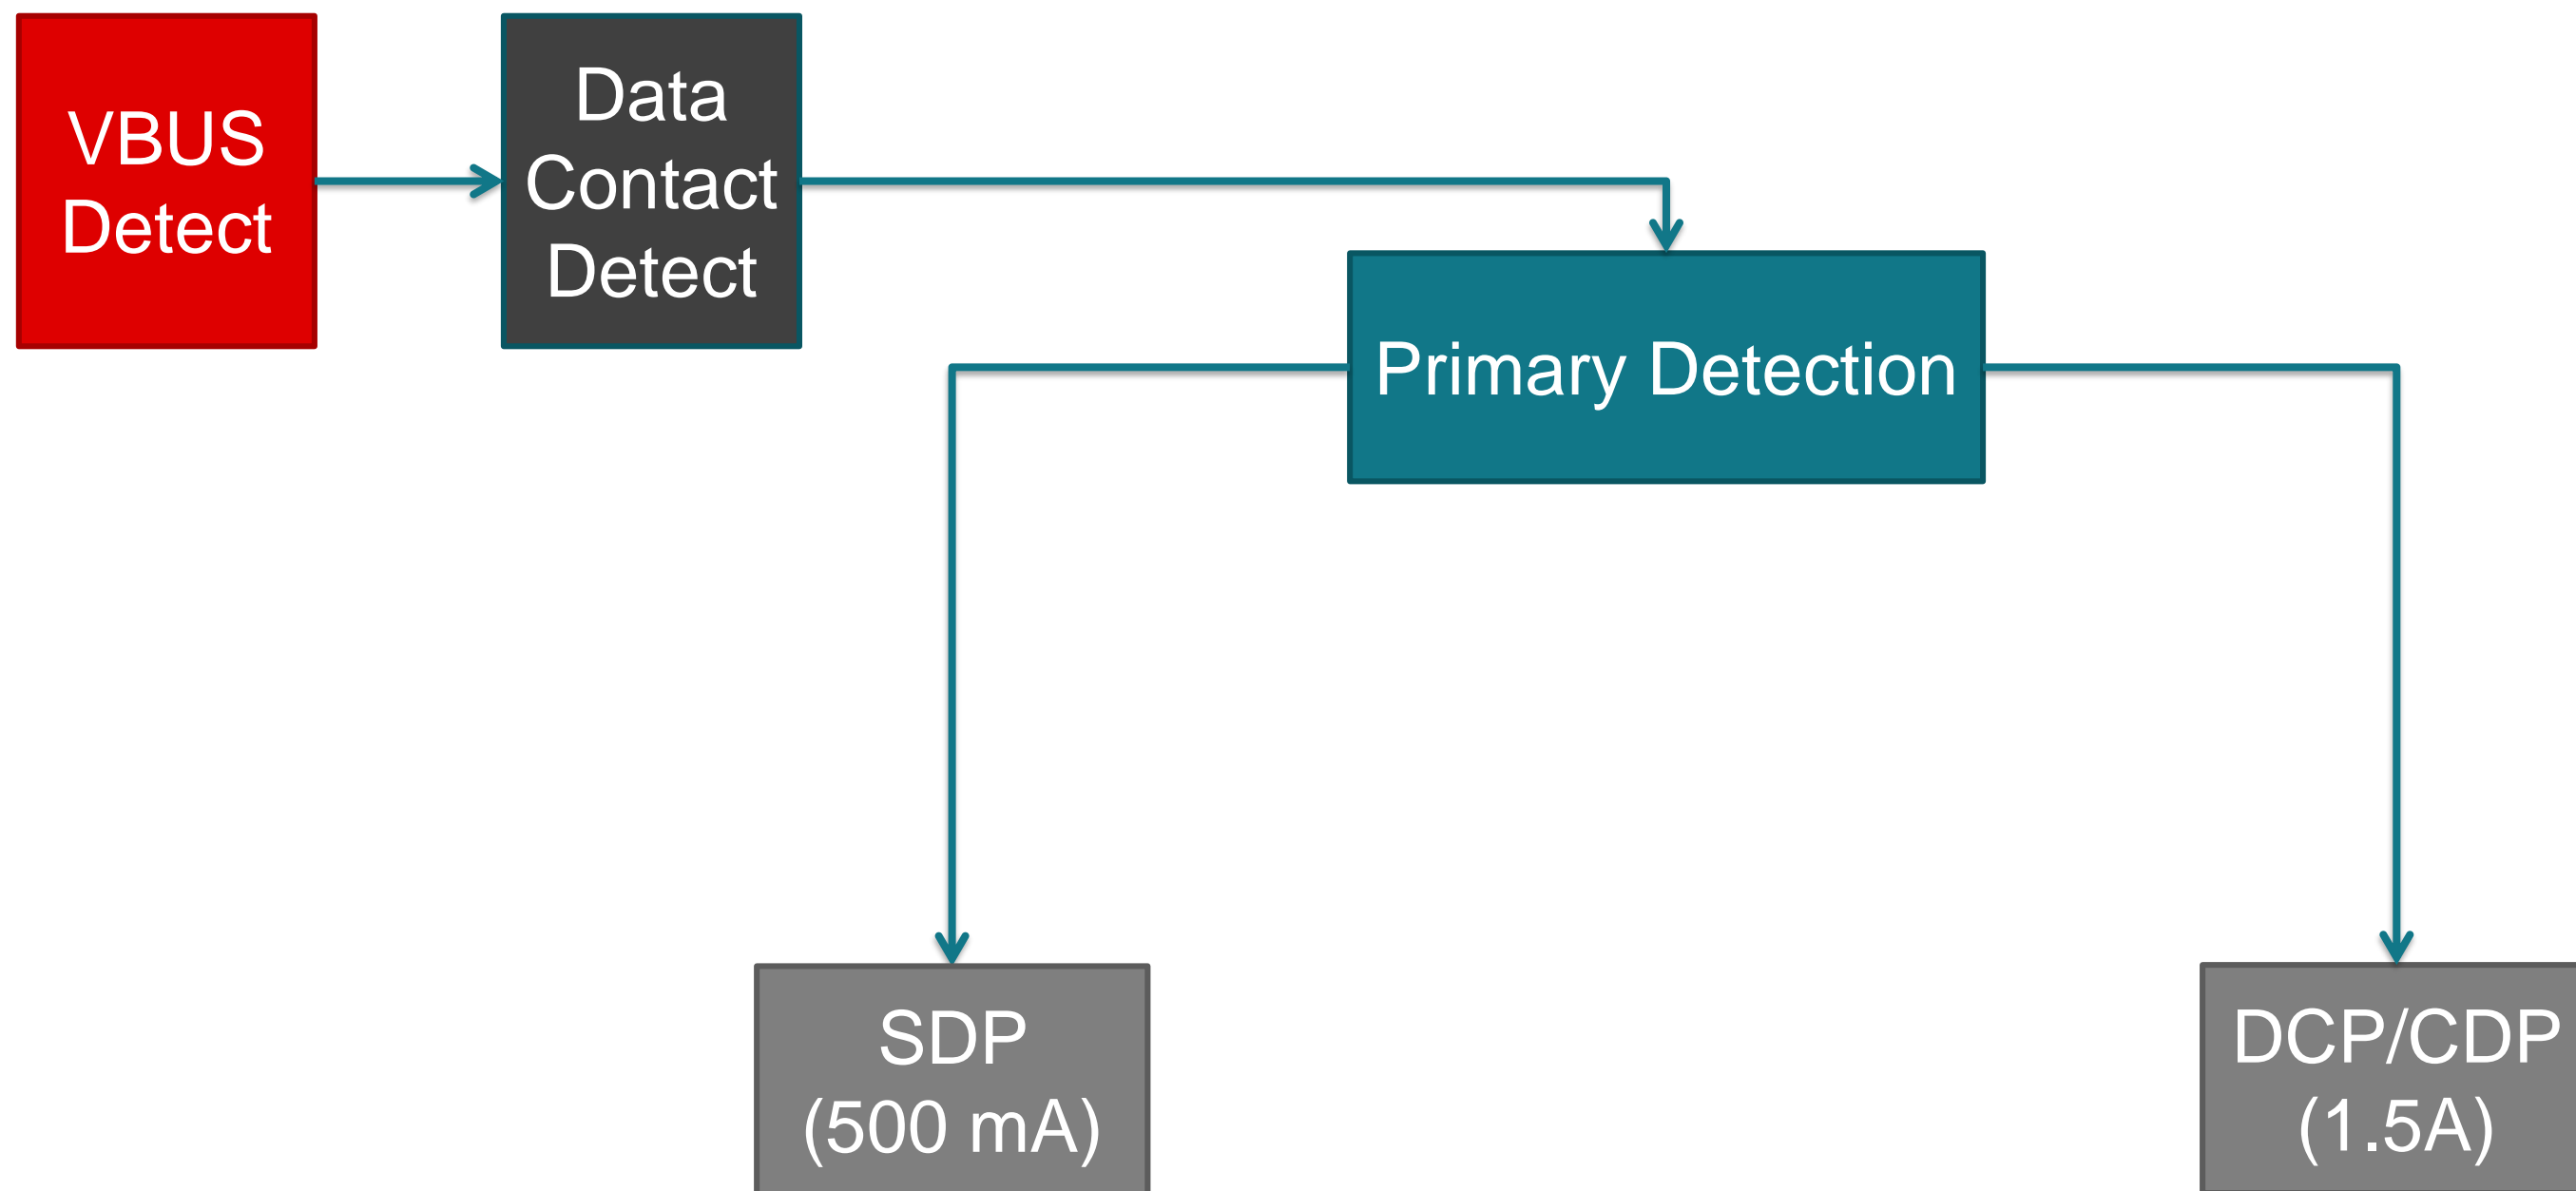 VBUS
Detect
Data
Contact
Detect
Primary Detection
SDP
(500 mA)
DCP/CDP
(1.5A)